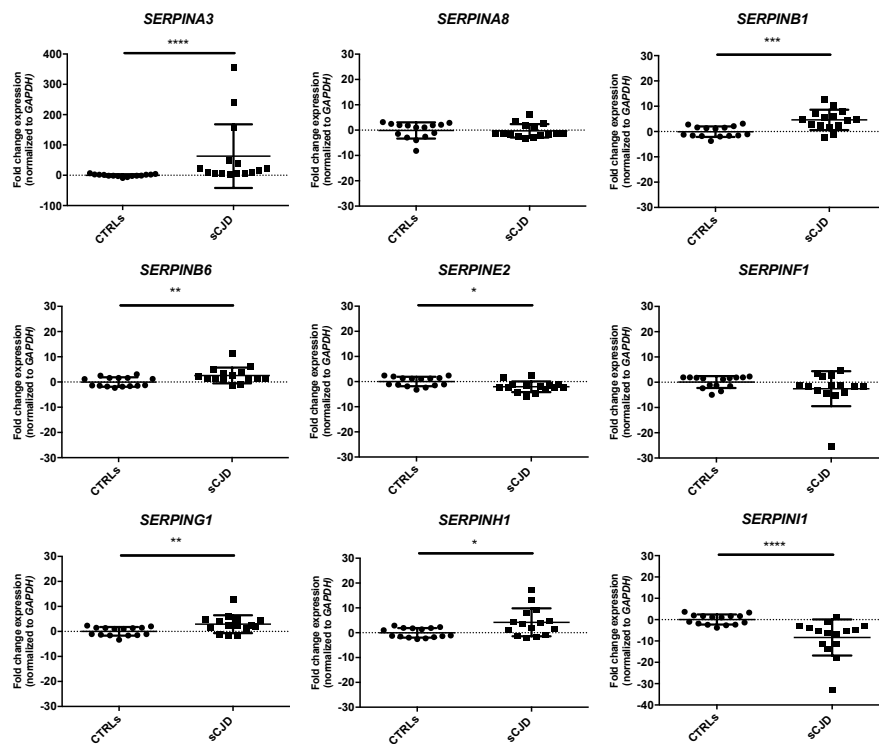 SERPINA3
****
Fold change expression
(normalized to GAPDH)
400
300
200
100
0
-100
CTRLs
sCJD
SERPINA8
Fold change expression
(normalized to GAPDH)
30
20
10
0
-10
-20
-30
CTRLs
sCJD
SERPINB1
***
Fold change expression
(normalized to GAPDH)
30
20
10
0
-10
-20
-30
CTRLs
sCJD
SERPINB6
**
Fold change expression
(normalized to GAPDH)
30
20
10
0
-10
-20
-30
CTRLs
sCJD
SERPINE2
*
Fold change expression
(normalized to GAPDH)
30
20
10
0
-10
-20
-30
CTRLs
sCJD
SERPINF1
Fold change expression
(normalized to GAPDH)
30
20
10
0
-10
-20
-30
CTRLs
sCJD
SERPING1
**
Fold change expression
(normalized to GAPDH)
30
20
10
0
-10
-20
-30
CTRLs
sCJD
SERPINH1
*
Fold change expression
(normalized to GAPDH)
30
20
10
0
-10
-20
-30
CTRLs
sCJD
SERPINI1
****
Fold change expression
(normalized to GAPDH)
30
20
10
0
-10
-20
-30
-40
CTRLs
sCJD